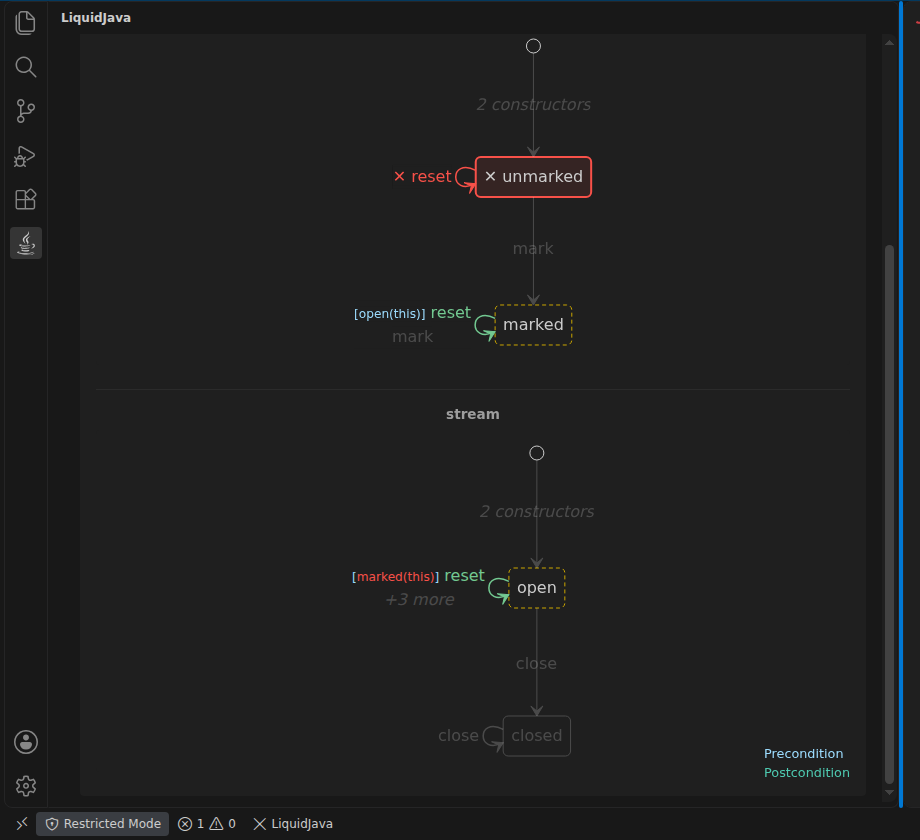 LiquidJava
2 constructors
✕ reset
✕ unmarked
mark
[open(this)] reset
mark
marked
stream
2 constructors
[marked(this)] reset
+3 more
open
close
close
closed
Precondition
Postcondition
Restricted Mode
1
0
LiquidJava